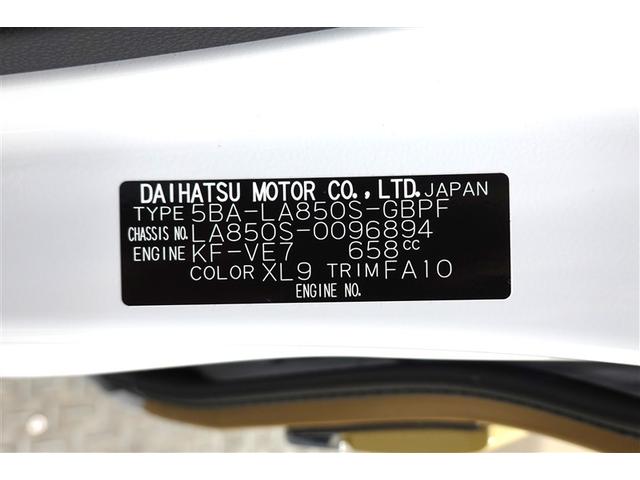 DAIHATSU MOTOR CO., LTD. JAPAN
TYPE 5BA-LA850S-GBPF
CHASSIS NO. LA850S-0096894
ENGINE KF-VE7 658cc
COLOR XL9 TRIM FA10
ENGINE NO.